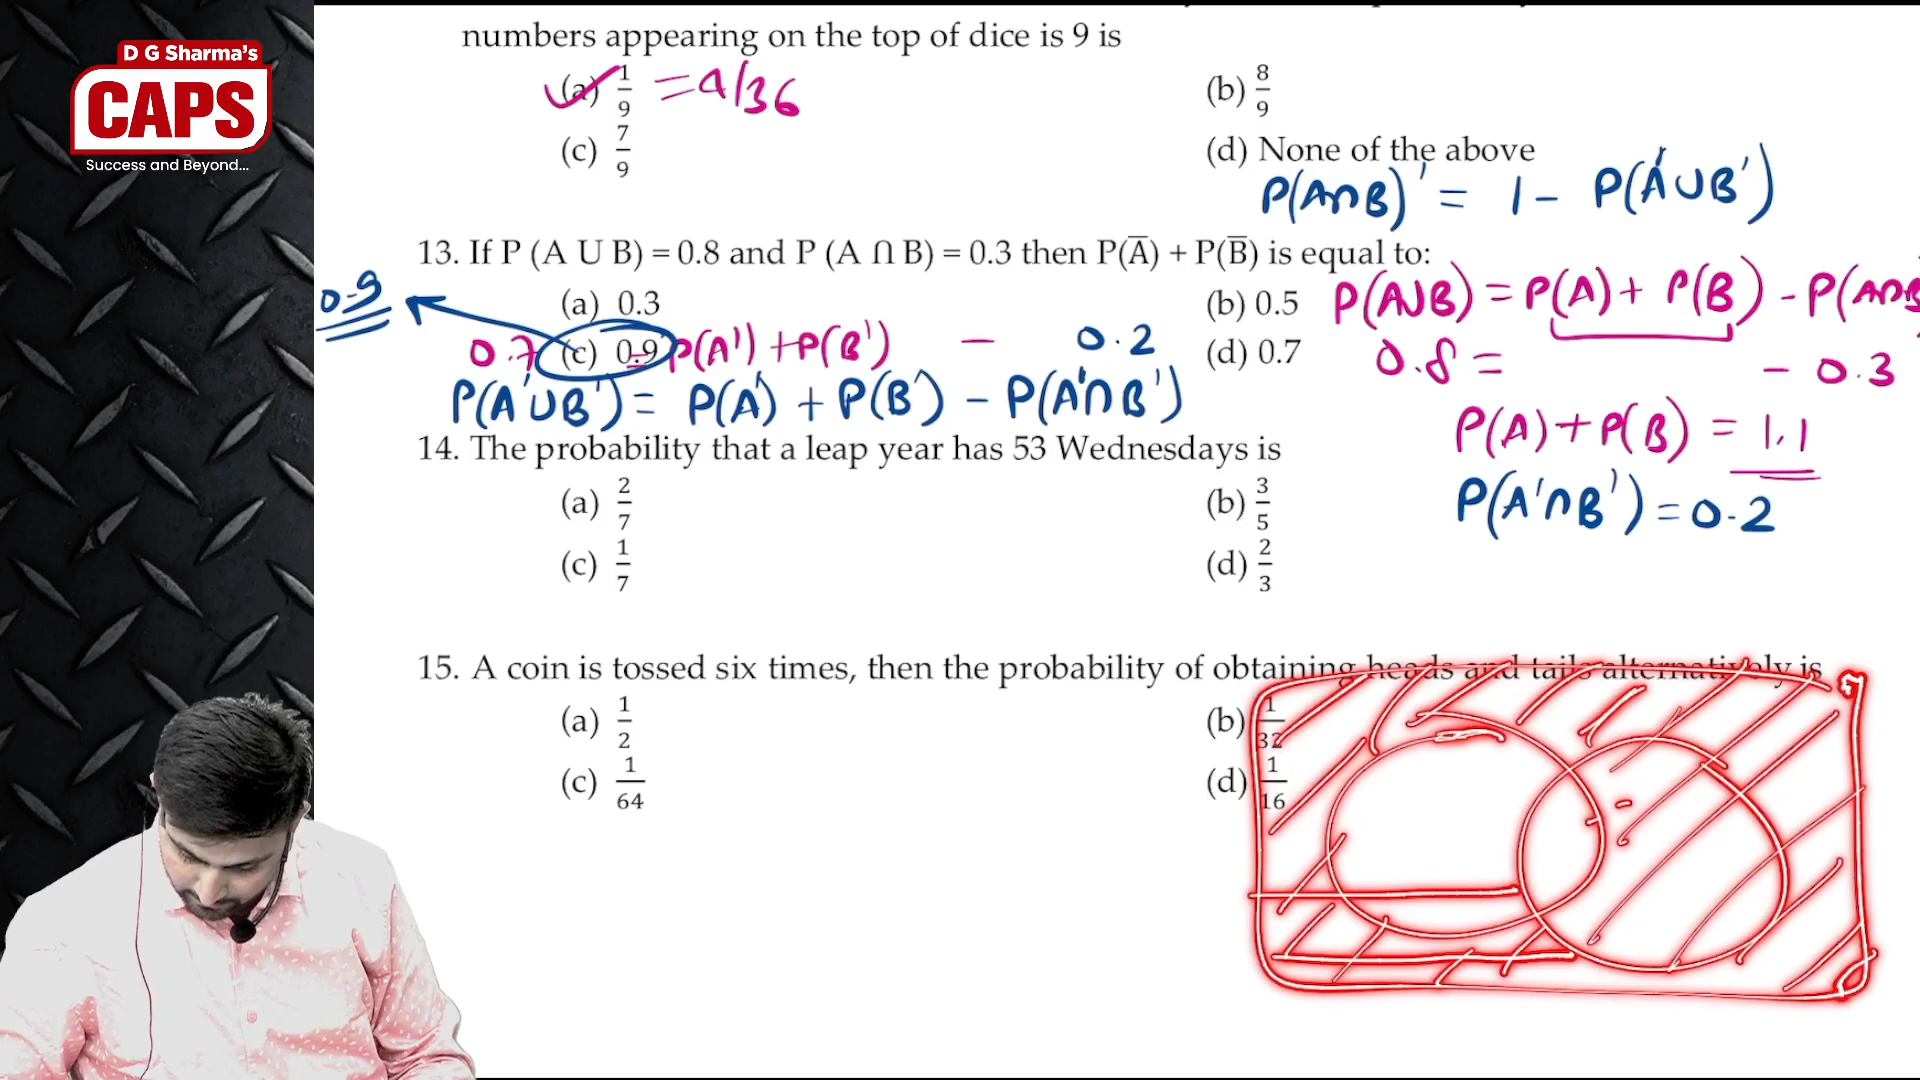 D G Sharma's
CAPS
Success and Beyond...
numbers appearing on the top of dice is 9 is
(a) 1/9 = 4/36
(b) 8/9
(c) 7/9
(d) None of the above
P(A∩B)' = 1 - P(A'∪B')
13. If P (A U B) = 0.8 and P (A ∩ B) = 0.3 then P(A̅) + P(B̅) is equal to:
0.9
(a) 0.3
(b) 0.5
P(A∪B) = P(A) + P(B) - P(A∩B
(c) 0.9
(d) 0.7
0.7 = P(A') + P(B') - 0.2
0.8 = - 0.3
P(A'∪B') = P(A') + P(B') - P(A'∩B')
P(A) + P(B) = 1.1
14. The probability that a leap year has 53 Wednesdays is
P(A'∩B') = 0.2
(a) 2/7
(b) 3/5
(c) 1/7
(d) 2/3
15. A coin is tossed six times, then the probability of obtaining heads and tails alternatively is
(a) 1/2
(b) 1/32
(c) 1/64
(d) 1/16